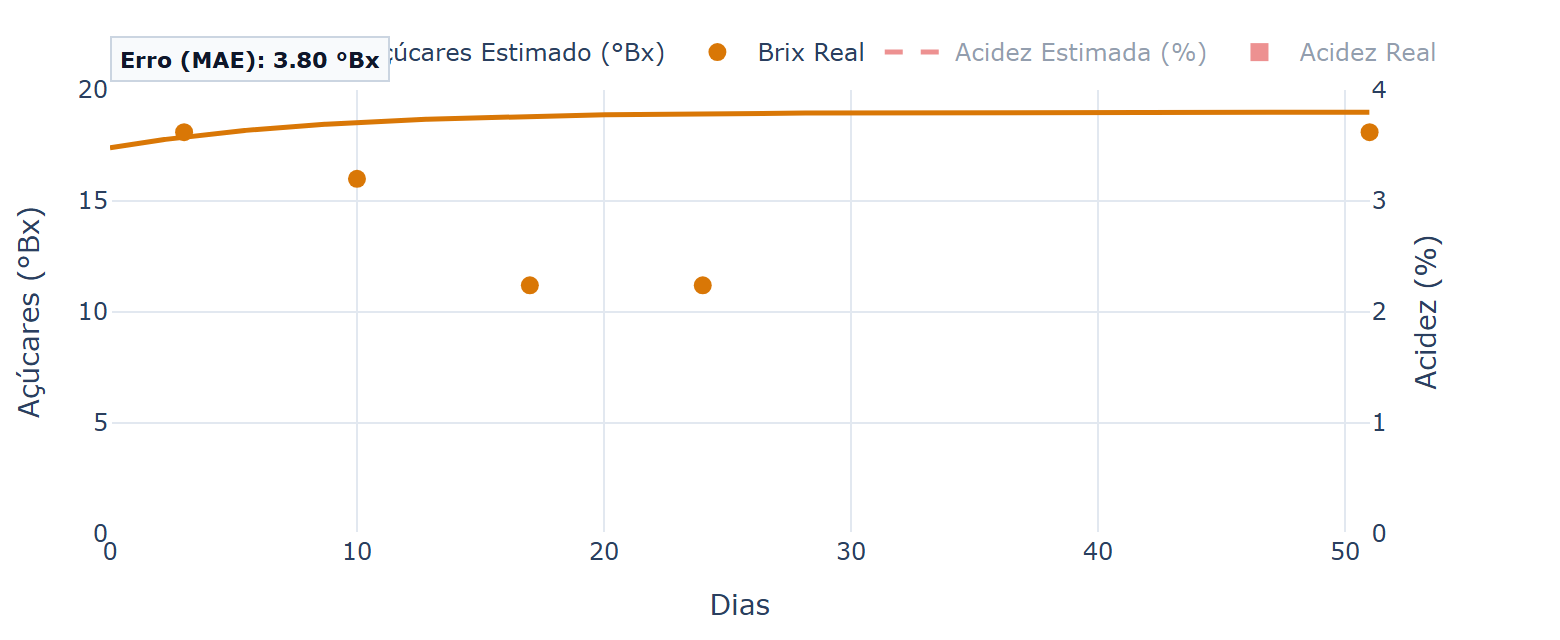 Erro (MAE): 3.80 ºBx
çúcares Estimado (°Bx)
Brix Real
Acidez Estimada (%)
Acidez Real
20
15
10
5
0
Açúcares (°Bx)
4
3
2
1
0
Acidez (%)
0
10
20
30
40
50
Dias